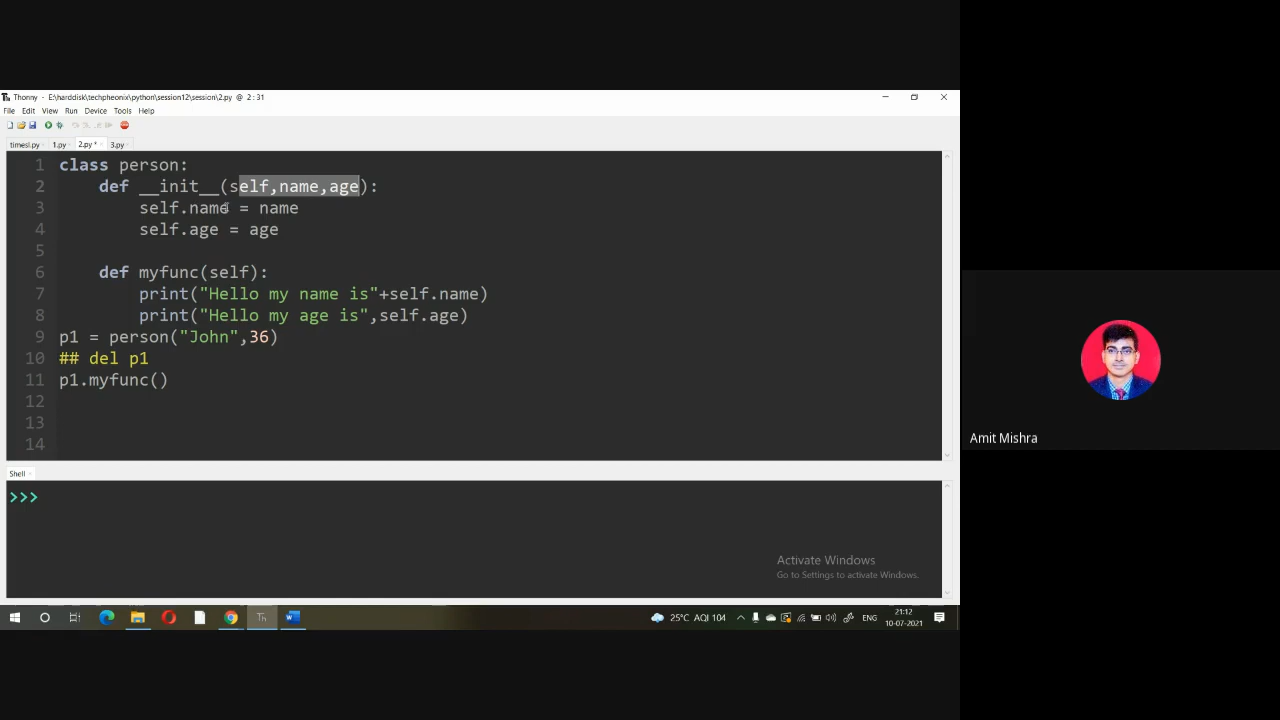 Th Thonny - E:\harddisk\techpheonix\python\session12\session\2.py @ 2 : 31
File Edit View Run Device Tools Help
timesl.py 1.py 2.py * 3.py
1 class person:
2 def __init__(self,name,age):
3 self.name = name
4 self.age = age
5
6 def myfunc(self):
7 print("Hello my name is"+self.name)
8 print("Hello my age is",self.age)
9 p1 = person("John",36)
10 ## del p1
11 p1.myfunc()
12
13
14
Amit Mishra
Shell
>>>
Activate Windows
Go to Settings to activate Windows.
Th
25°C AQI 104
ENG
21:12
10-07-2021